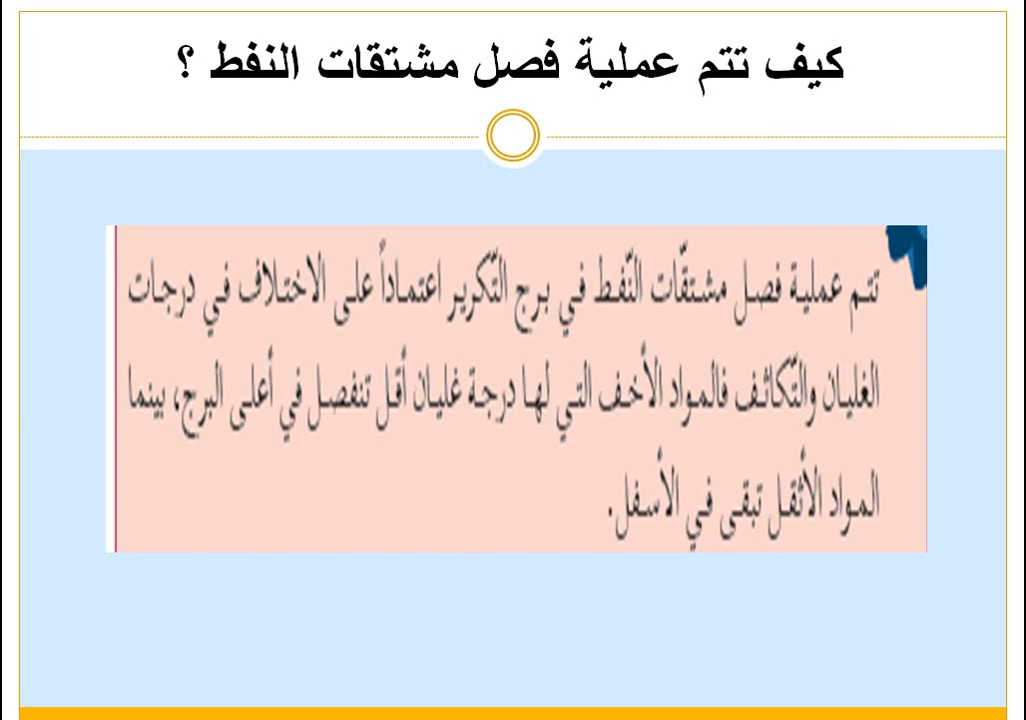 كيف تتم عملية فصل مشتقات النفط ؟
تتم عملية فصل مشتقّات النّفط في برج التّكرير اعتماداً على الاختلاف في درجات
الغليان والتّكاثف فالمواد الأخف التي لها درجة غليان أقل تنفصل في أعلى البرج، بينما
المواد الأثقل تبقى في الأسفل.